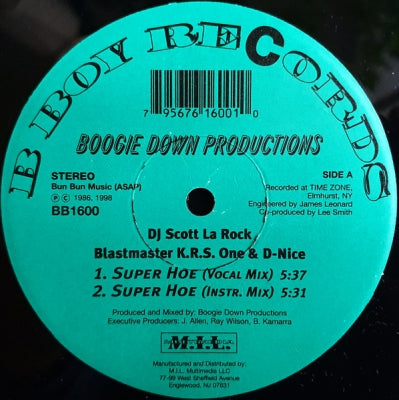 B BOY RECORDS
7 95676 16001 0
BOOGIE DOWN PRODUCTIONS
STEREO
Bun Bun Music (ASAP)
℗ © 1986, 1998
BB1600
SIDE A
Recorded at TIME ZONE,
Elmhurst, NY
Engineered by James Leonard
Co-produced by Lee Smith
DJ Scott La Rock
Blastmaster K.R.S. One & D-Nice
1. SUPER HOE (VOCAL MIX) 5:37
2. SUPER HOE (INSTR. MIX) 5:31
Produced and Mixed by: Boogie Down Productions
Executive Producers: J. Allen, Ray Wilson, B. Kamarra
M.I.L.
Manufactured and Distributed by:
M.I.L. Multimedia LLC
77-99 West Sheffield Avenue
Englewood, NJ 07631